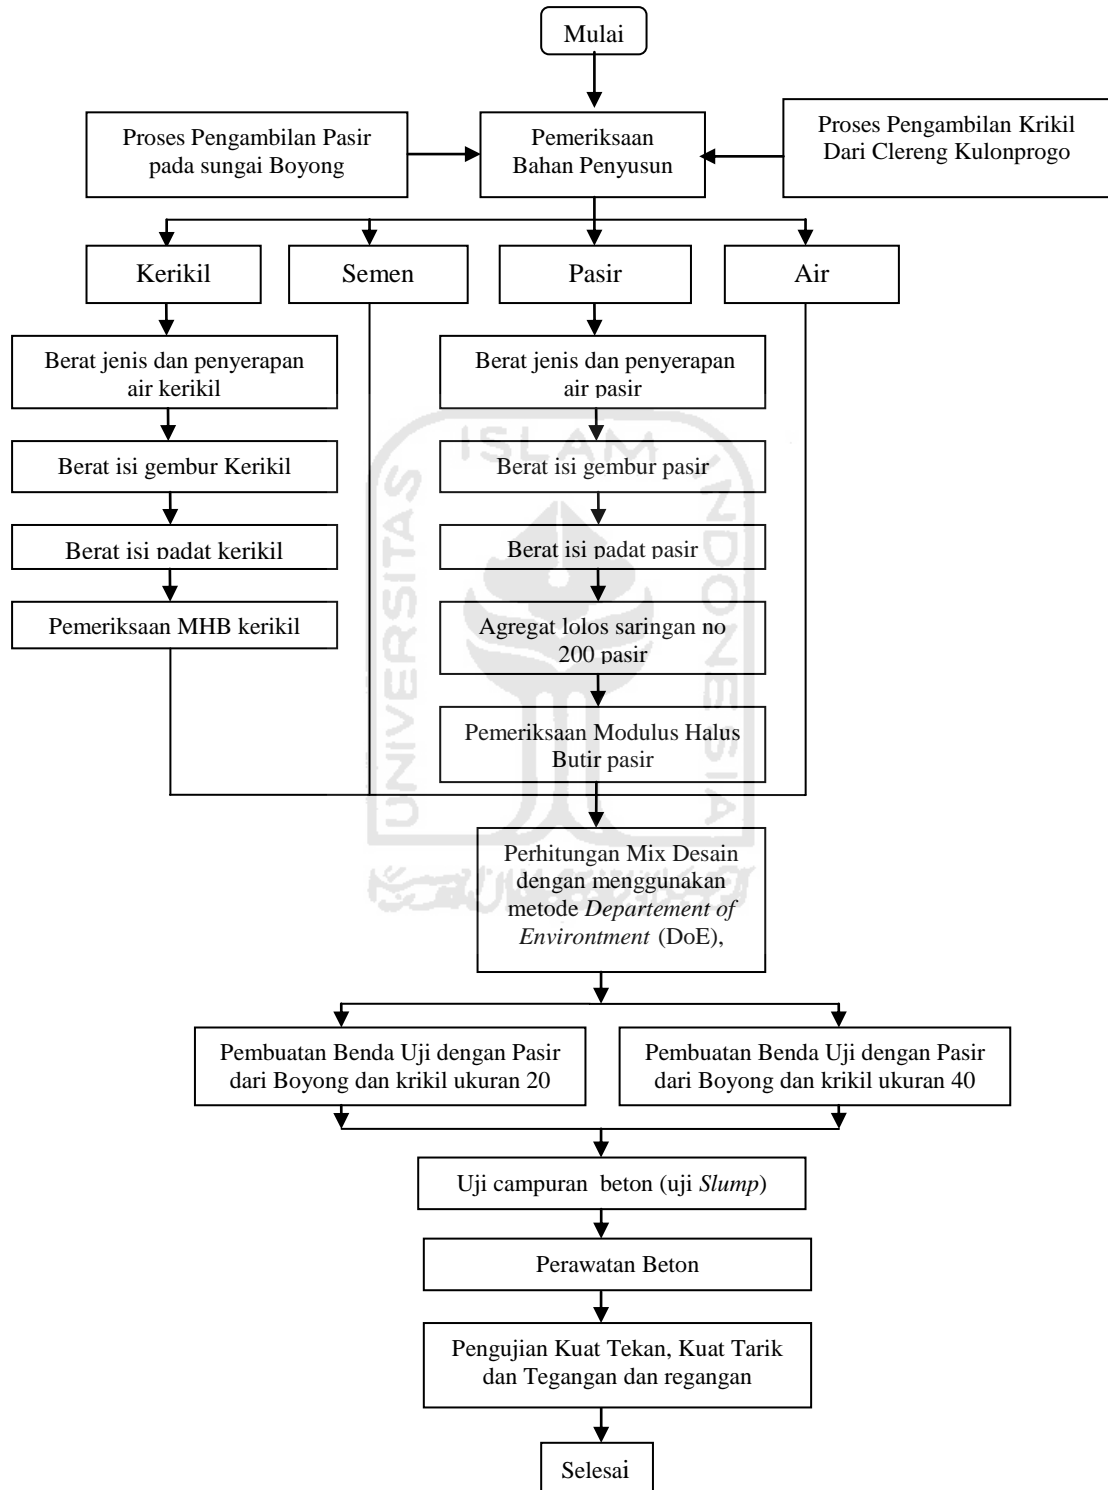 Mulai
Proses Pengambilan Pasir
pada sungai Boyong
Pemeriksaan
Bahan Penyusun
Proses Pengambilan Krikil
Dari Clereng Kulonprogo
Kerikil
Semen
Pasir
Air
Berat jenis dan penyerapan
air kerikil
Berat jenis dan penyerapan
air pasir
Berat isi gembur Kerikil
Berat isi gembur pasir
Berat isi padat kerikil
Berat isi padat pasir
Pemeriksaan MHB kerikil
Agregat lolos saringan no
200 pasir
Pemeriksaan Modulus Halus
Butir pasir
Perhitungan Mix Desain
dengan menggunakan
metode Departement of
Environtment (DoE),
Pembuatan Benda Uji dengan Pasir
dari Boyong dan krikil ukuran 20
Pembuatan Benda Uji dengan Pasir
dari Boyong dan krikil ukuran 40
Uji campuran beton (uji Slump)
Perawatan Beton
Pengujian Kuat Tekan, Kuat Tarik
dan Tegangan dan regangan
Selesai
UNIVERSITAS
ISLAM
INDONESIA